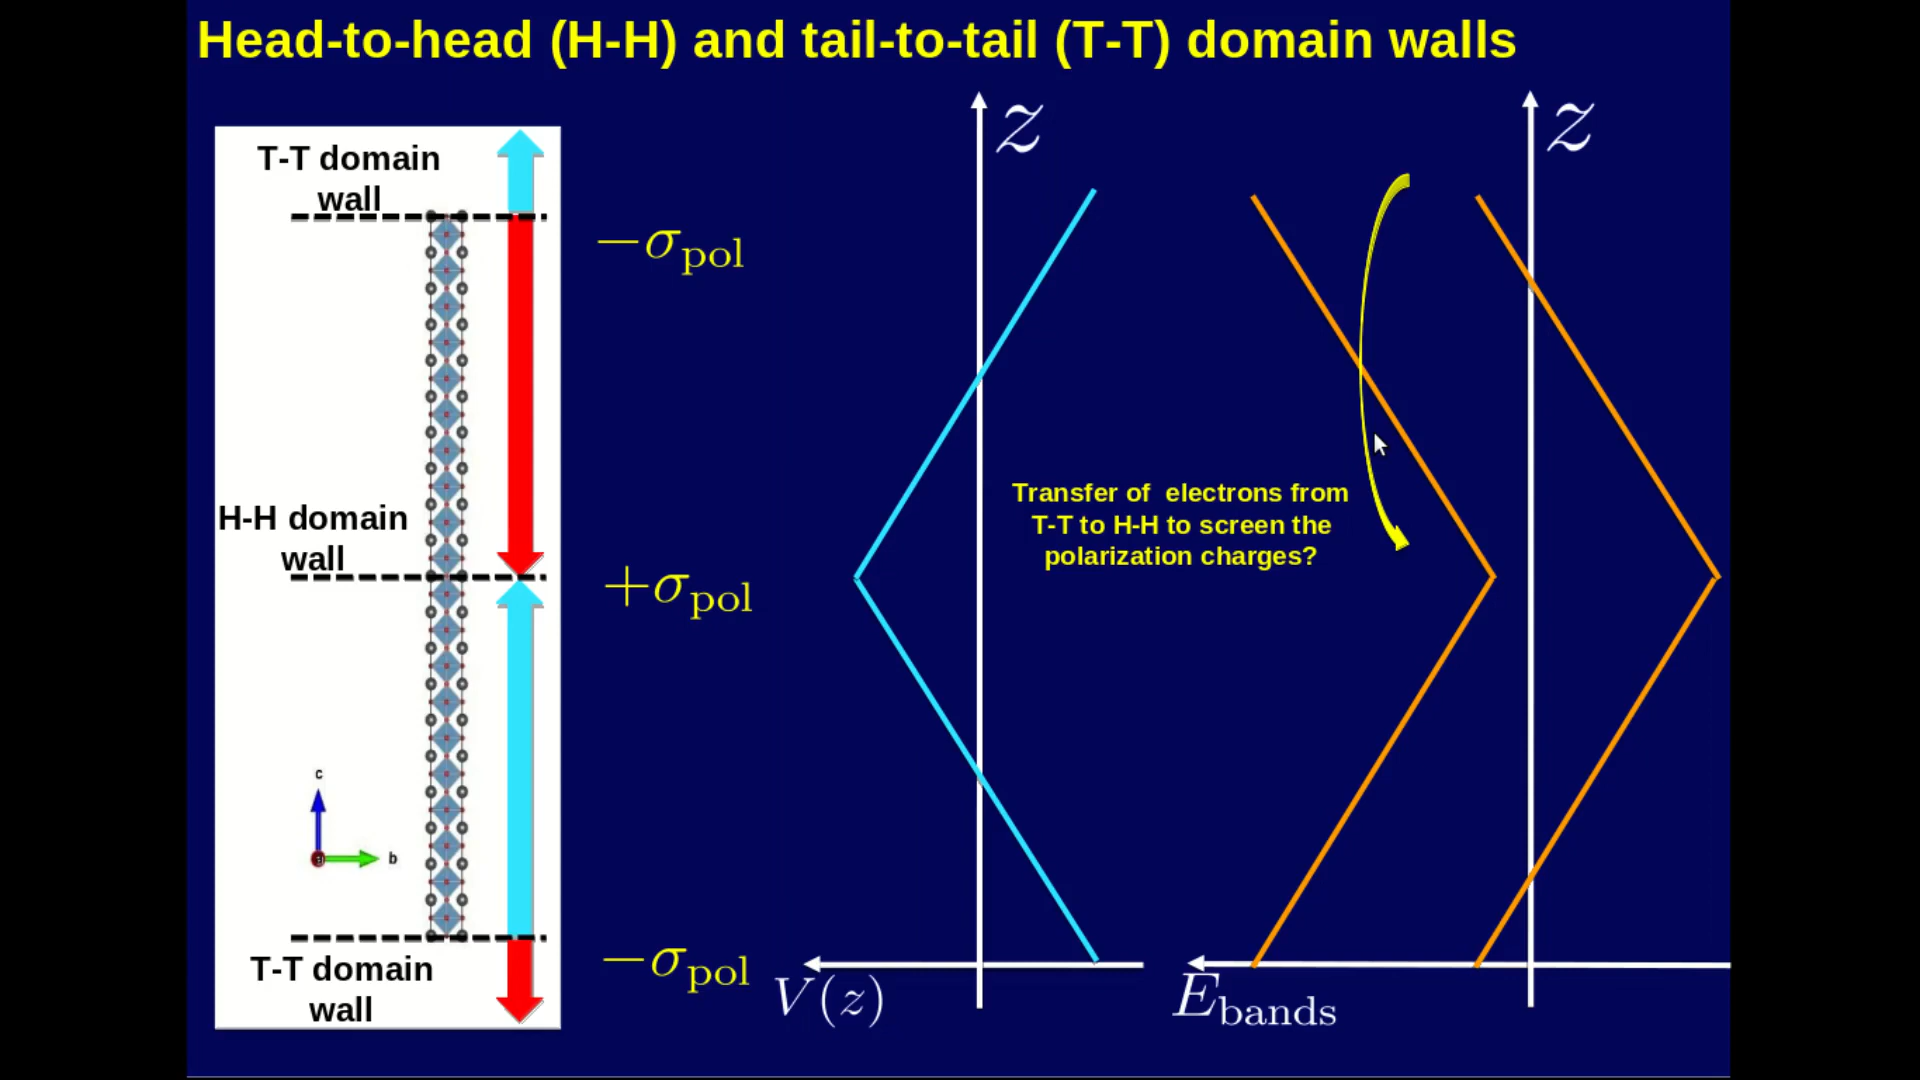 Head-to-head (H-H) and tail-to-tail (T-T) domain walls
T-T domain
wall
H-H domain
wall
c
a
b
T-T domain
wall
−σpol
+σpol
−σpol
z
V(z)
Transfer of electrons from
T-T to H-H to screen the
polarization charges?
z
Ebands